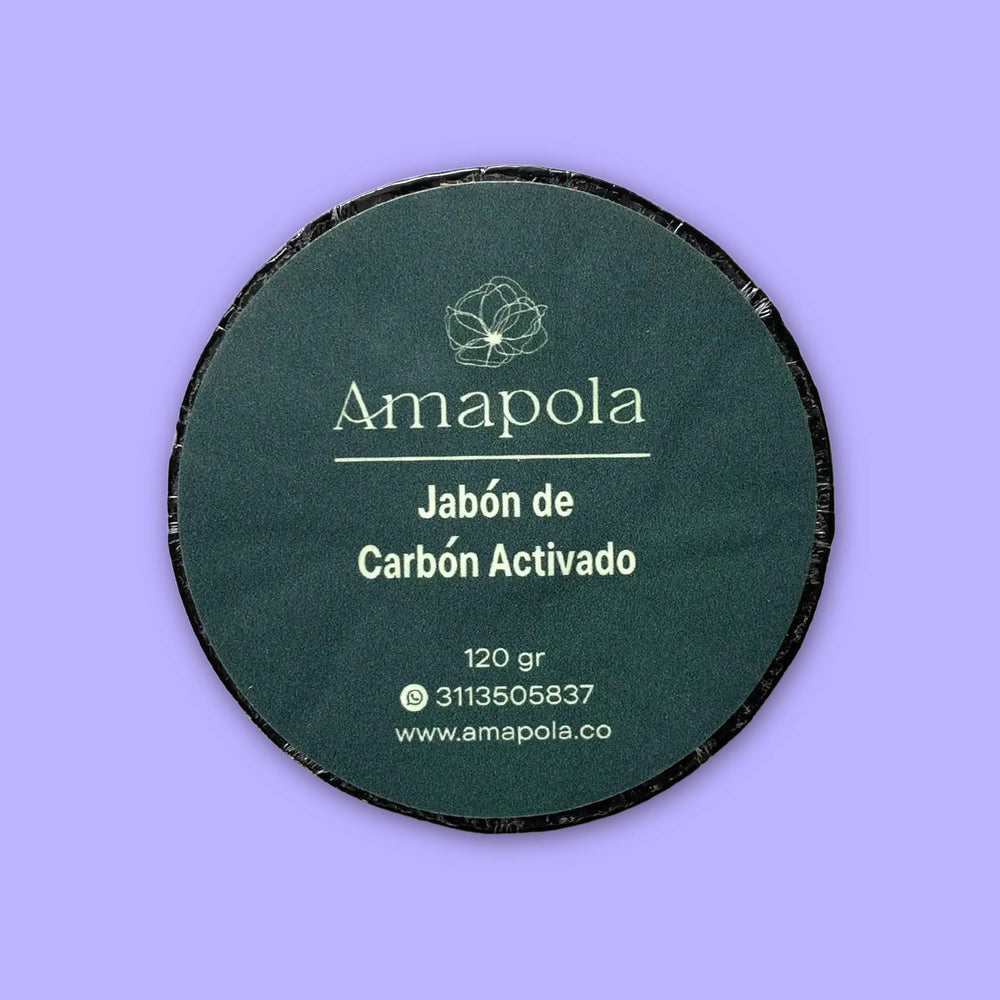 Amapola
Jabón de
Carbón Activado
120 gr
3113505837
www.amapola.co